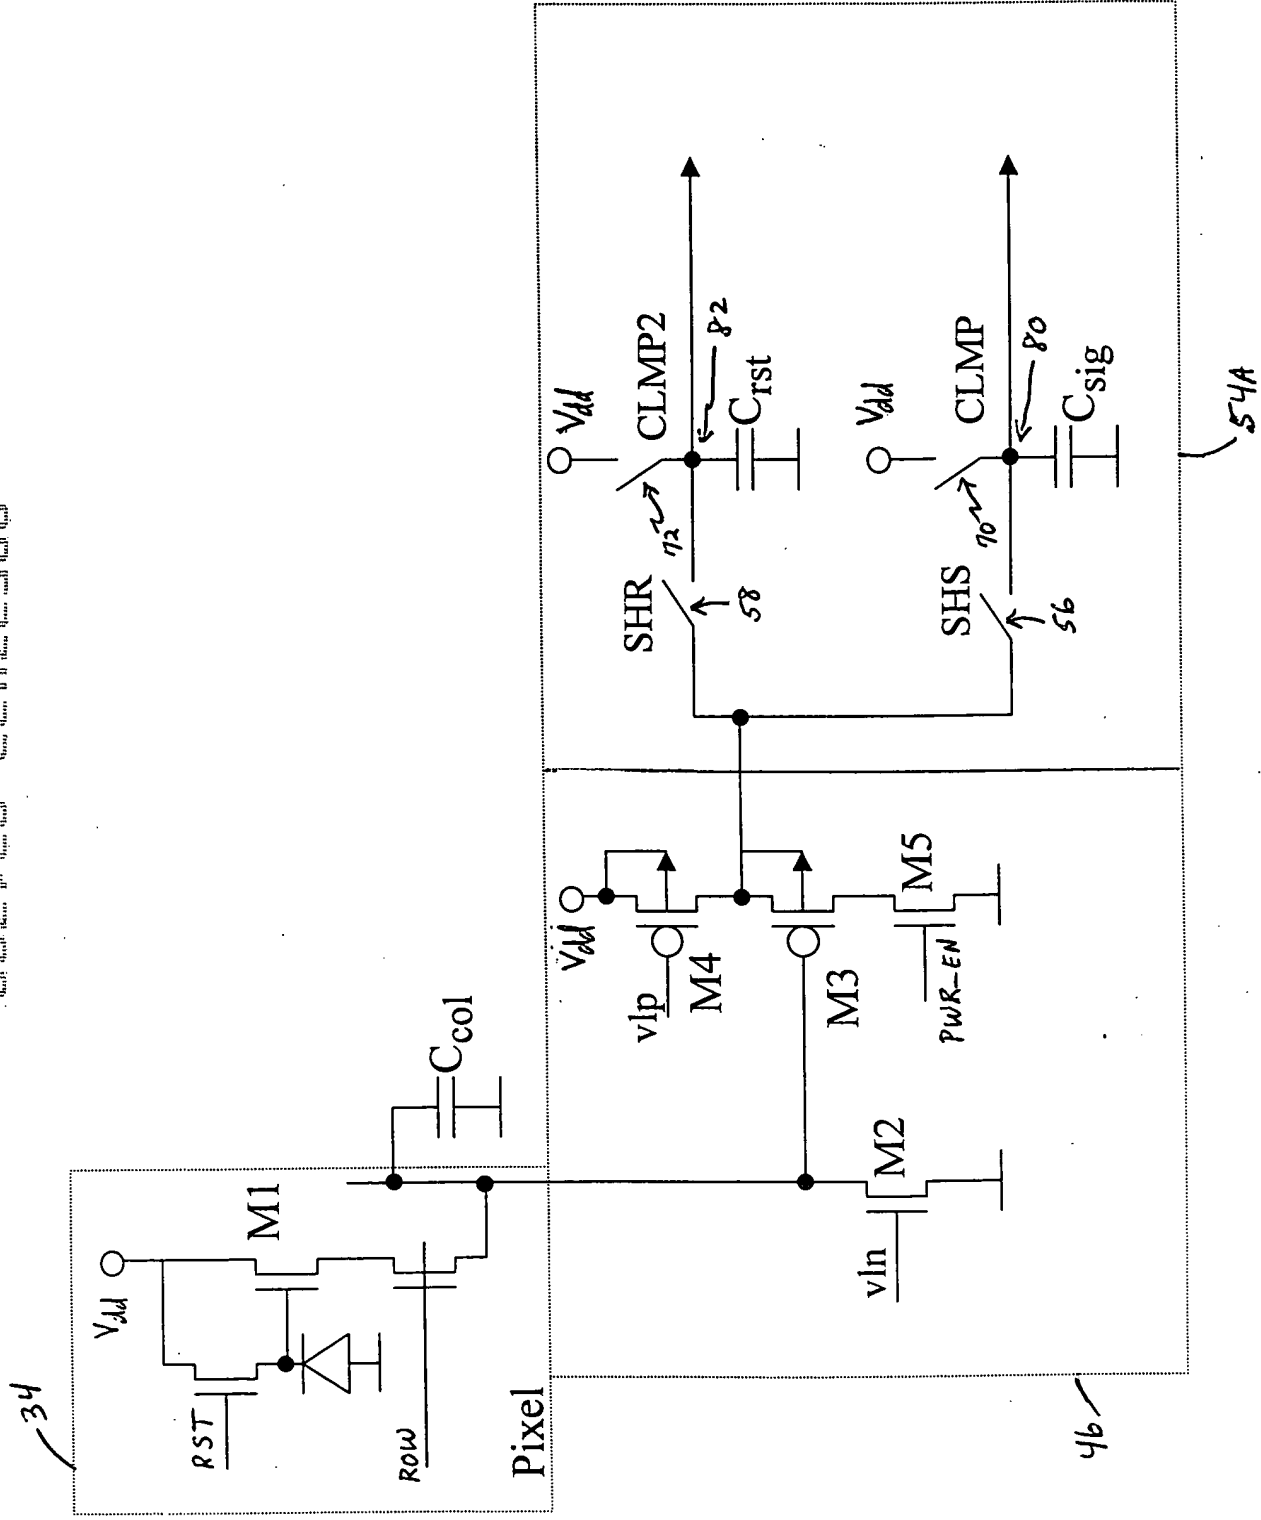 34
Vdd
RST
M1
ROW
Pixel
Ccol
Vdd
vlp
M4
M3
M5
PWR-EN
vln
M2
46
Vdd
CLMP2
82
Crst
72
SHR
58
Vdd
CLMP
80
Csig
70
SHS
56
54A